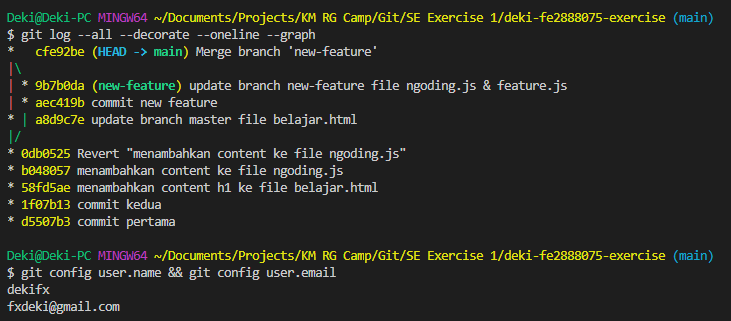 Deki@Deki-PC MINGW64 ~/Documents/Projects/KM RG Camp/Git/SE Exercise 1/deki-fe2888075-exercise (main)
$ git log --all --decorate --oneline --graph
*   cfe92be (HEAD -> main) Merge branch 'new-feature'
|\
| * 9b7b0da (new-feature) update branch new-feature file ngoding.js & feature.js
| * aec419b commit new feature
* | a8d9c7e update branch master file belajar.html
|/
* 0db0525 Revert "menambahkan content ke file ngoding.js"
* b048057 menambahkan content ke file ngoding.js
* 58fd5ae menambahkan content h1 ke file belajar.html
* 1f07b13 commit kedua
* d5507b3 commit pertama
Deki@Deki-PC MINGW64 ~/Documents/Projects/KM RG Camp/Git/SE Exercise 1/deki-fe2888075-exercise (main)
$ git config user.name && git config user.email
dekifx
fxdeki@gmail.com